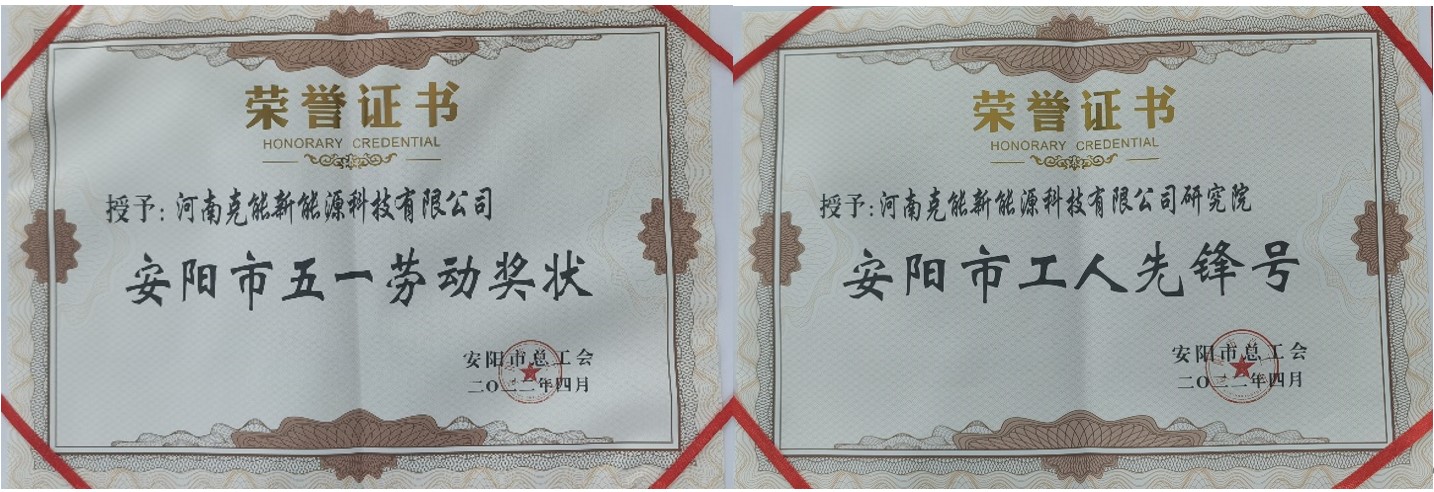 荣誉证书
HONORARY CREDENTIAL
授予：河南克能新能源科技有限公司
安阳市五一劳动奖状
安阳市总工会
二〇二二年四月
荣誉证书
HONORARY CREDENTIAL
授予：河南克能新能源科技有限公司研究院
安阳市工人先锋号
安阳市总工会
二〇二二年四月